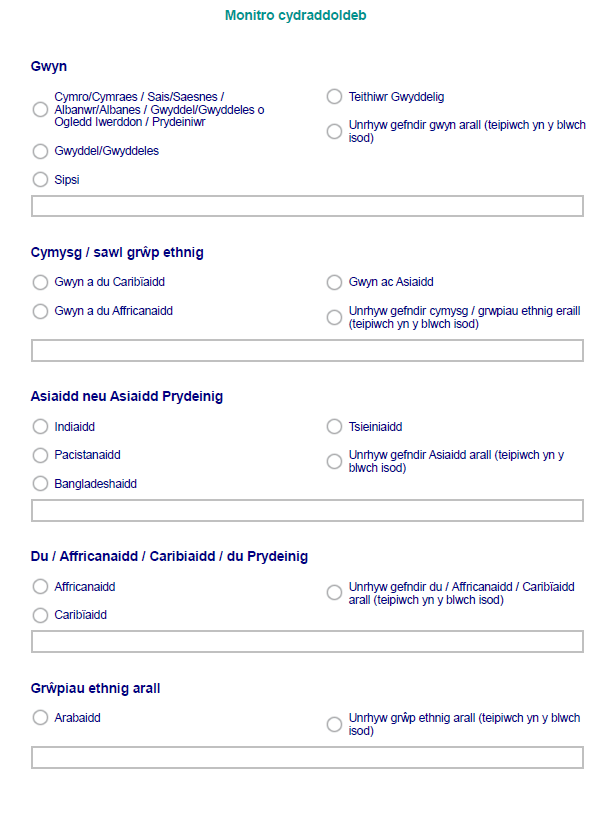 Monitro cydraddoldeb
Gwyn
Cymro/Cymraes / Sais/Saesnes /
Albanwr/Albanes / Gwyddel/Gwyddeles o
Ogledd Iwerddon / Prydeiniwr
Gwyddel/Gwyddeles
Sipsi
Teithiwr Gwyddelig
Unrhyw gefndir gwyn arall (teipiwch yn y blwch
isod)
Cymysg / sawl grŵp ethnig
Gwyn a du Caribïaidd
Gwyn a du Affricanaidd
Gwyn ac Asiaidd
Unrhyw gefndir cymysg / grwpiau ethnig eraill
(teipiwch yn y blwch isod)
Asiaidd neu Asiaidd Prydeinig
Indiaidd
Pacistanaidd
Bangladeshaidd
Tsieiniaidd
Unrhyw gefndir Asiaidd arall (teipiwch yn y
blwch isod)
Du / Affricanaidd / Caribiaidd / du Prydeinig
Affricanaidd
Caribïaidd
Unrhyw gefndir du / Affricanaidd / Caribïaidd
arall (teipiwch yn y blwch isod)
Grŵpiau ethnig arall
Arabaidd
Unrhyw grŵp ethnig arall (teipiwch yn y blwch
isod)